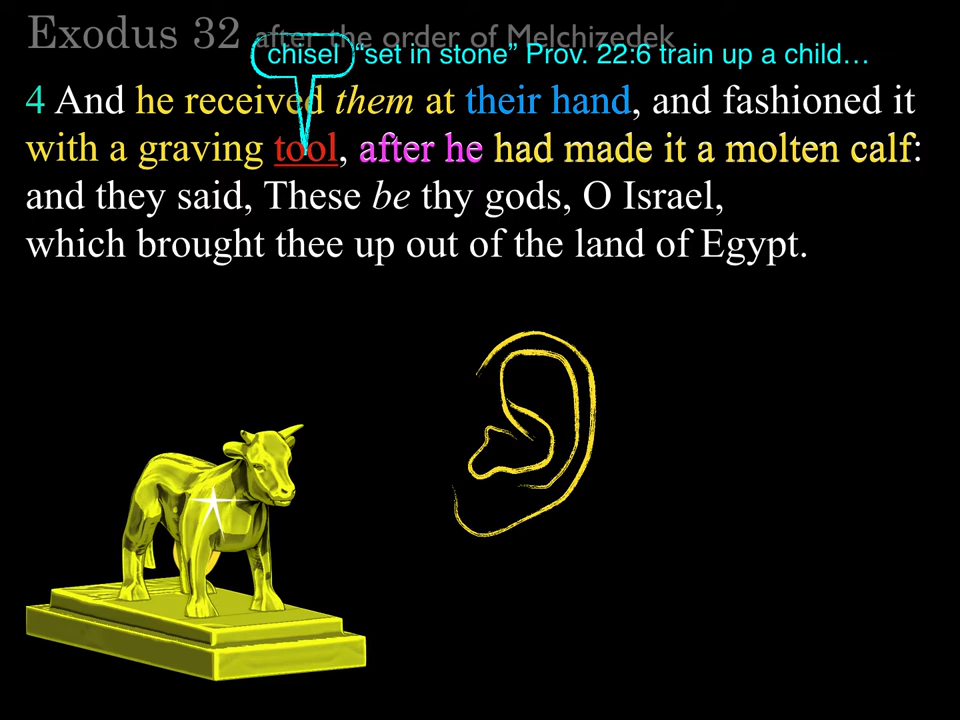 Exodus 32 after the order of Melchizedek
chisel "set in stone" Prov. 22:6 train up a child…
4 And he received them at their hand, and fashioned it
with a graving tool, after he had made it a molten calf:
and they said, These be thy gods, O Israel,
which brought thee up out of the land of Egypt.